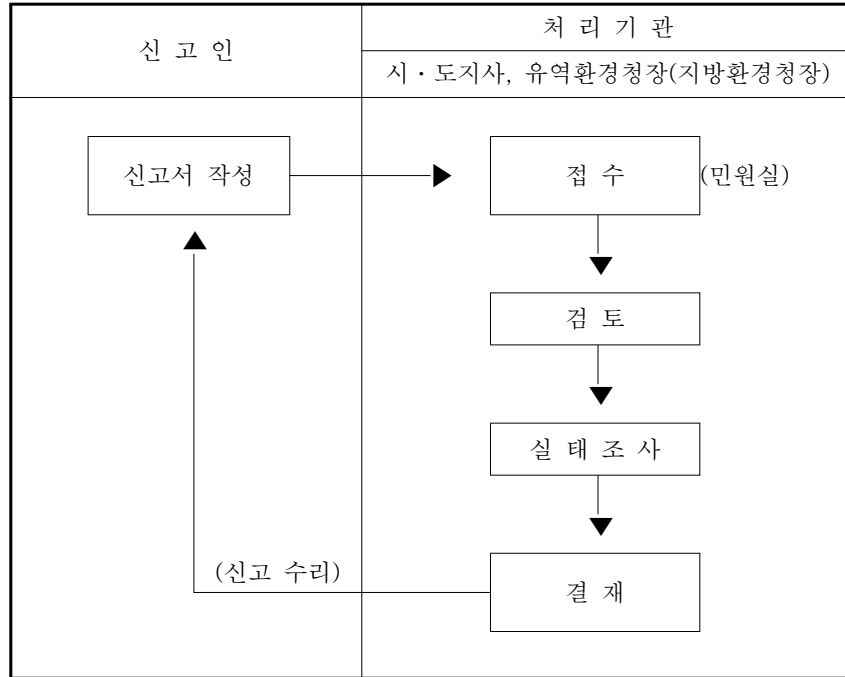 신 고 인
처 리 기 관
시・도지사, 유역환경청장(지방환경청장)
신고서 작성
접 수
(민원실)
검 토
실 태 조 사
(신고 수리)
결 재